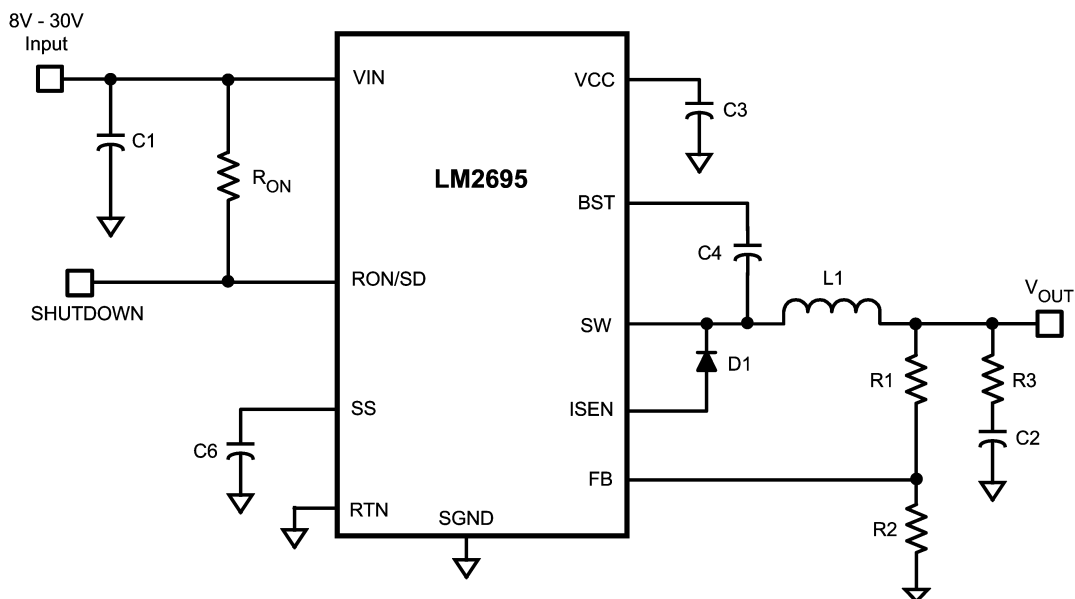 8V - 30V
Input
VIN
VCC
C3
C1
RON
LM2695
BST
C4
RON/SD
SHUTDOWN
L1
VOUT
SW
D1
R1
R3
ISEN
SS
C2
C6
FB
RTN
SGND
R2